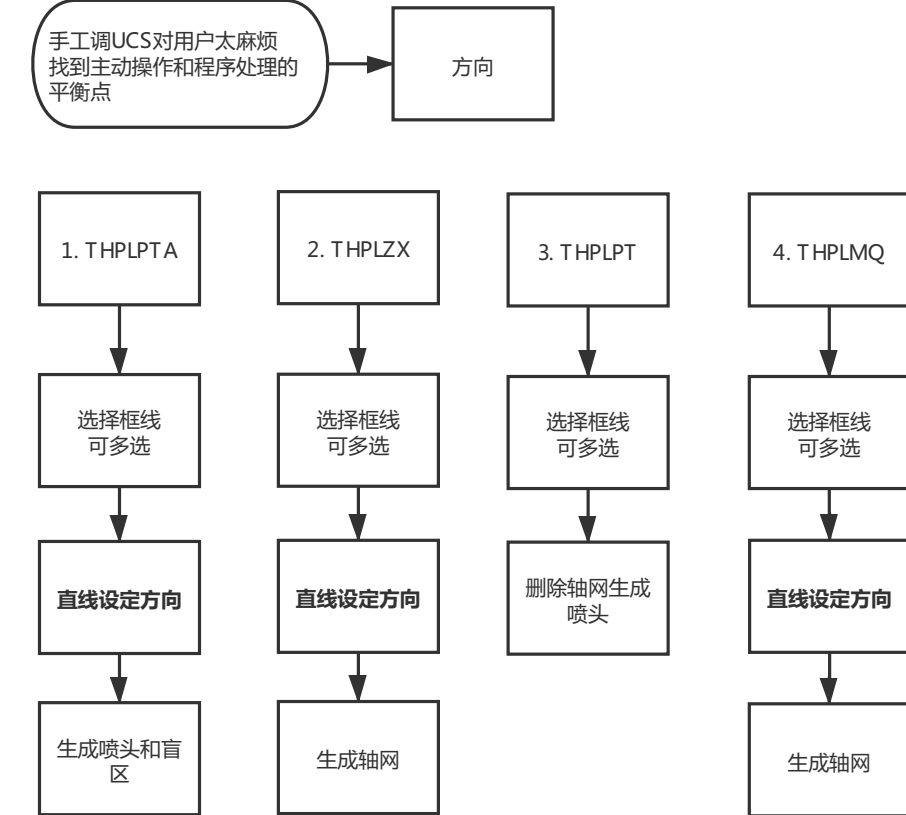 手工调UCS对用户太麻烦
找到主动操作和程序处理的
平衡点
方向
1. THPLPTA
2. THPLZX
3. THPLPT
4. THPLMQ
选择框线
可多选
选择框线
可多选
选择框线
可多选
选择框线
可多选
直线设定方向
直线设定方向
删除轴网生成
喷头
直线设定方向
生成喷头和盲
区
生成轴网
生成轴网